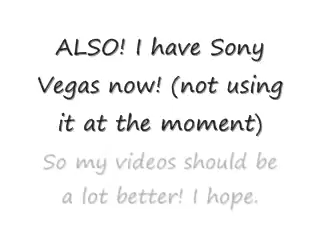 ALSO! I have Sony
Vegas now! (not using
it at the moment)
So my videos should be
a lot better! I hope.